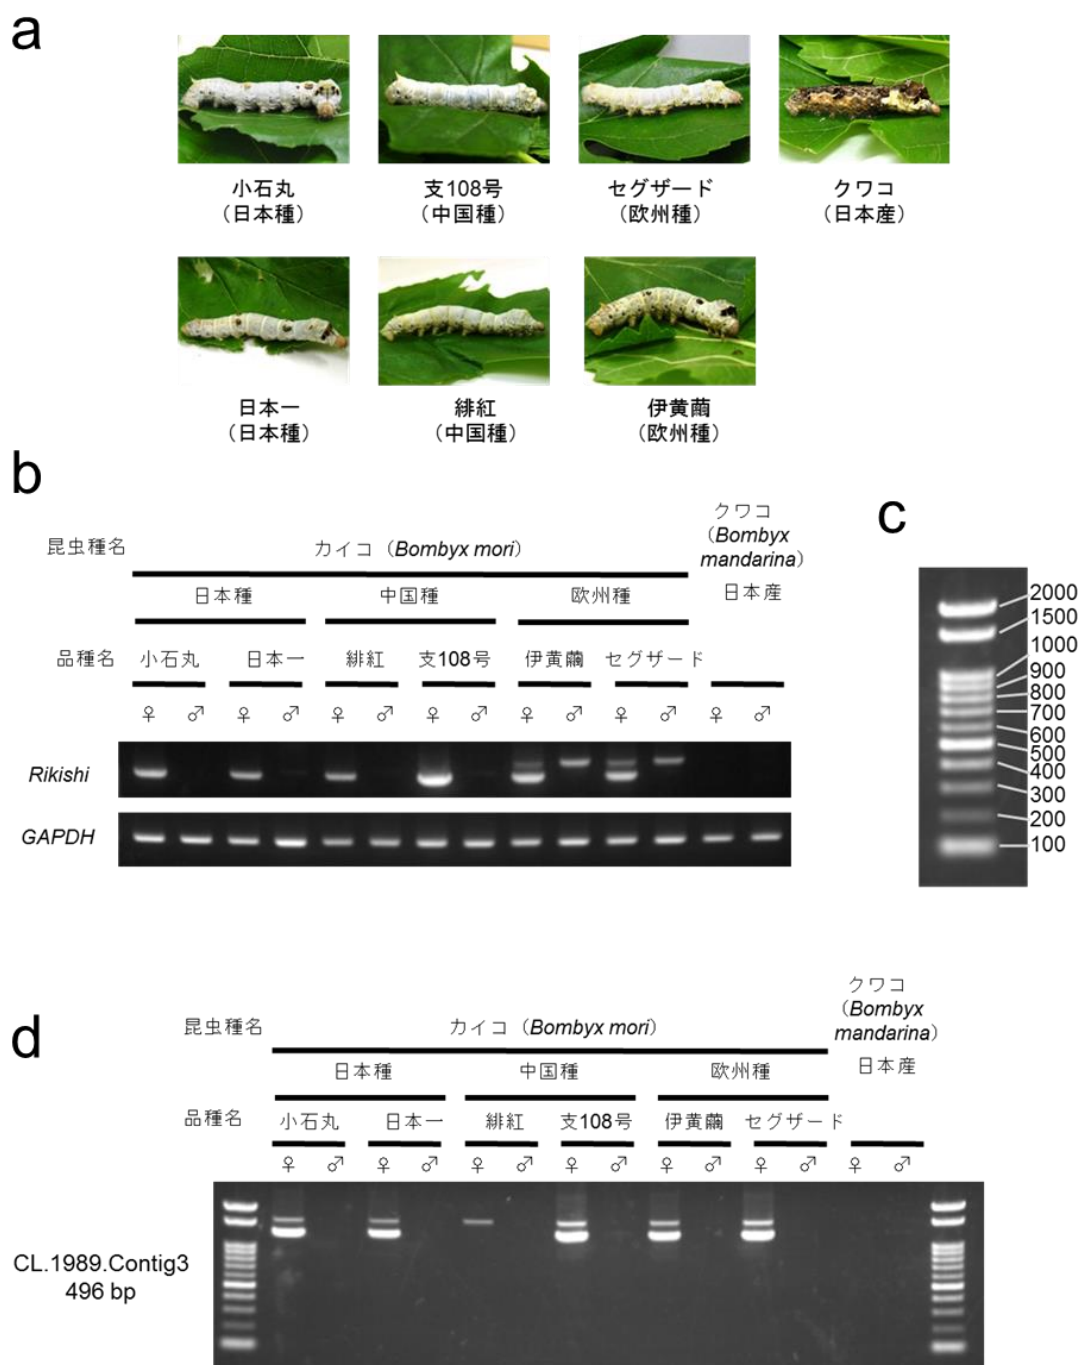 a
小石丸
（日本種）
支108号
（中国種）
セグザード
（欧州種）
クワコ
（日本産）
日本一
（日本種）
緋紅
（中国種）
伊黄繭
（欧州種）
b
昆虫種名
カイコ（Bombyx mori）
クワコ
（Bombyx
mandarina）
日本種
中国種
欧州種
日本産
品種名
小石丸
日本一
緋紅
支108号
伊黄繭
セグザード
♀ ♂ ♀ ♂ ♀ ♂ ♀ ♂ ♀ ♂ ♀ ♂ ♀ ♂
Rikishi
GAPDH
c
2000
1500
1000
900
800
700
600
500
400
300
200
100
d
昆虫種名
カイコ（Bombyx mori）
クワコ
（Bombyx
mandarina）
日本種
中国種
欧州種
日本産
品種名
小石丸
日本一
緋紅
支108号
伊黄繭
セグザード
♀ ♂ ♀ ♂ ♀ ♂ ♀ ♂ ♀ ♂ ♀ ♂ ♀ ♂
CL.1989.Contig3
496 bp